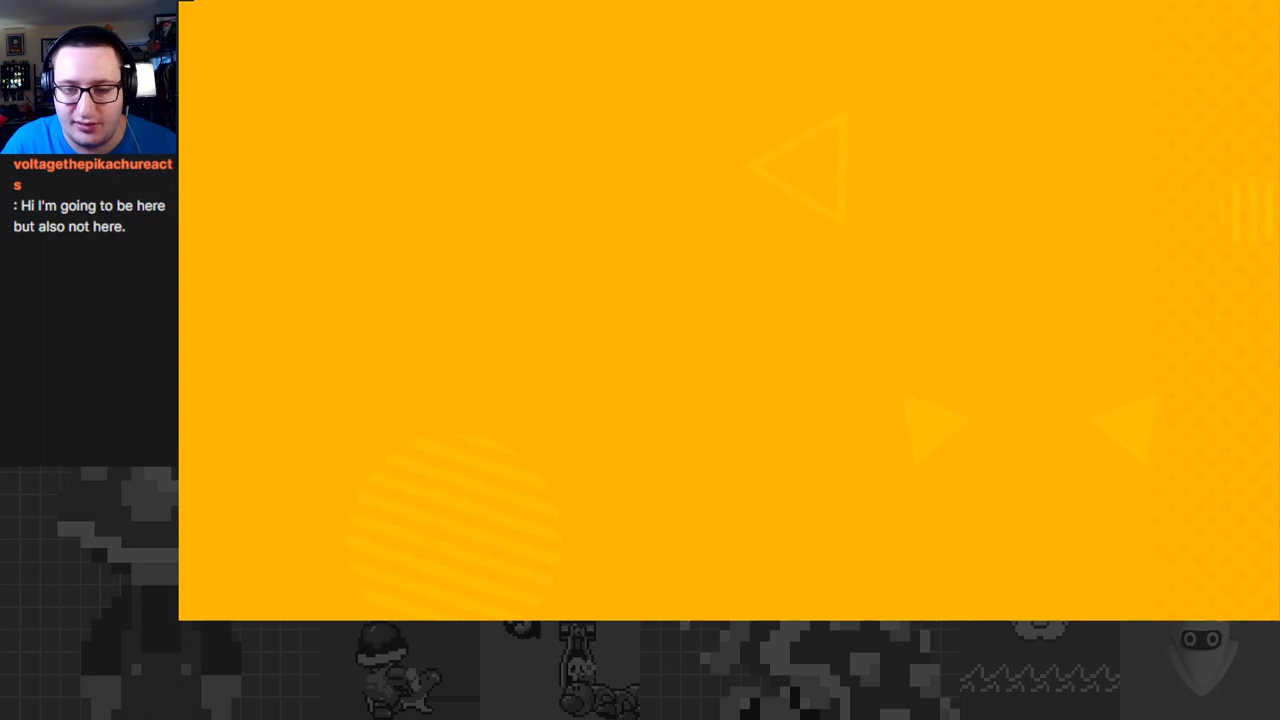 voltagethepikachureact
s
: Hi I'm going to be here
but also not here.